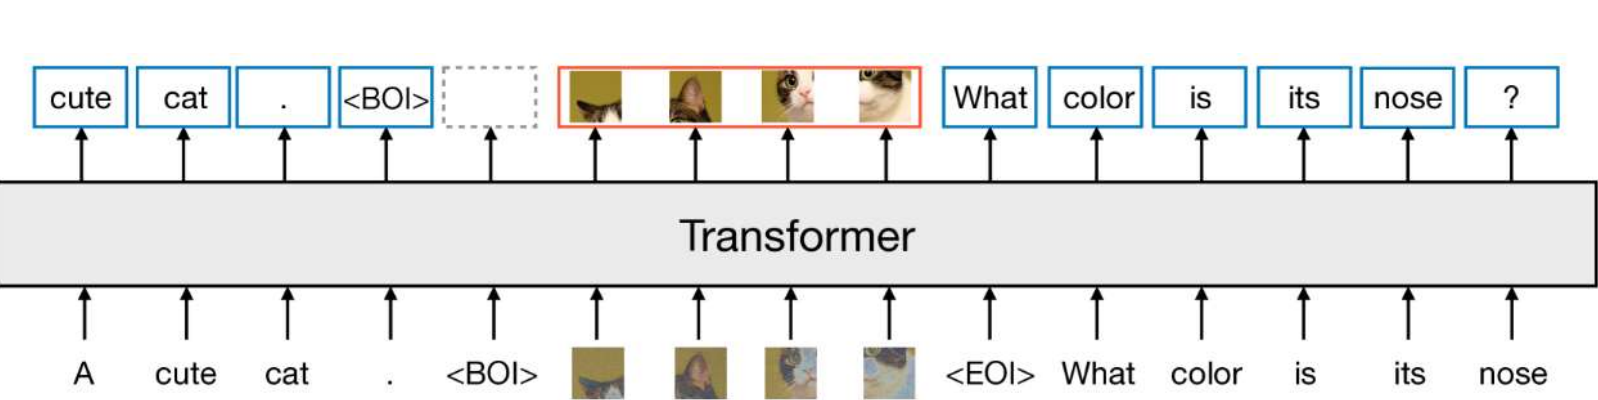 cute cat . <BOI> What color is its nose ?
Transformer
A cute cat . <BOI> <EOI> What color is its nose